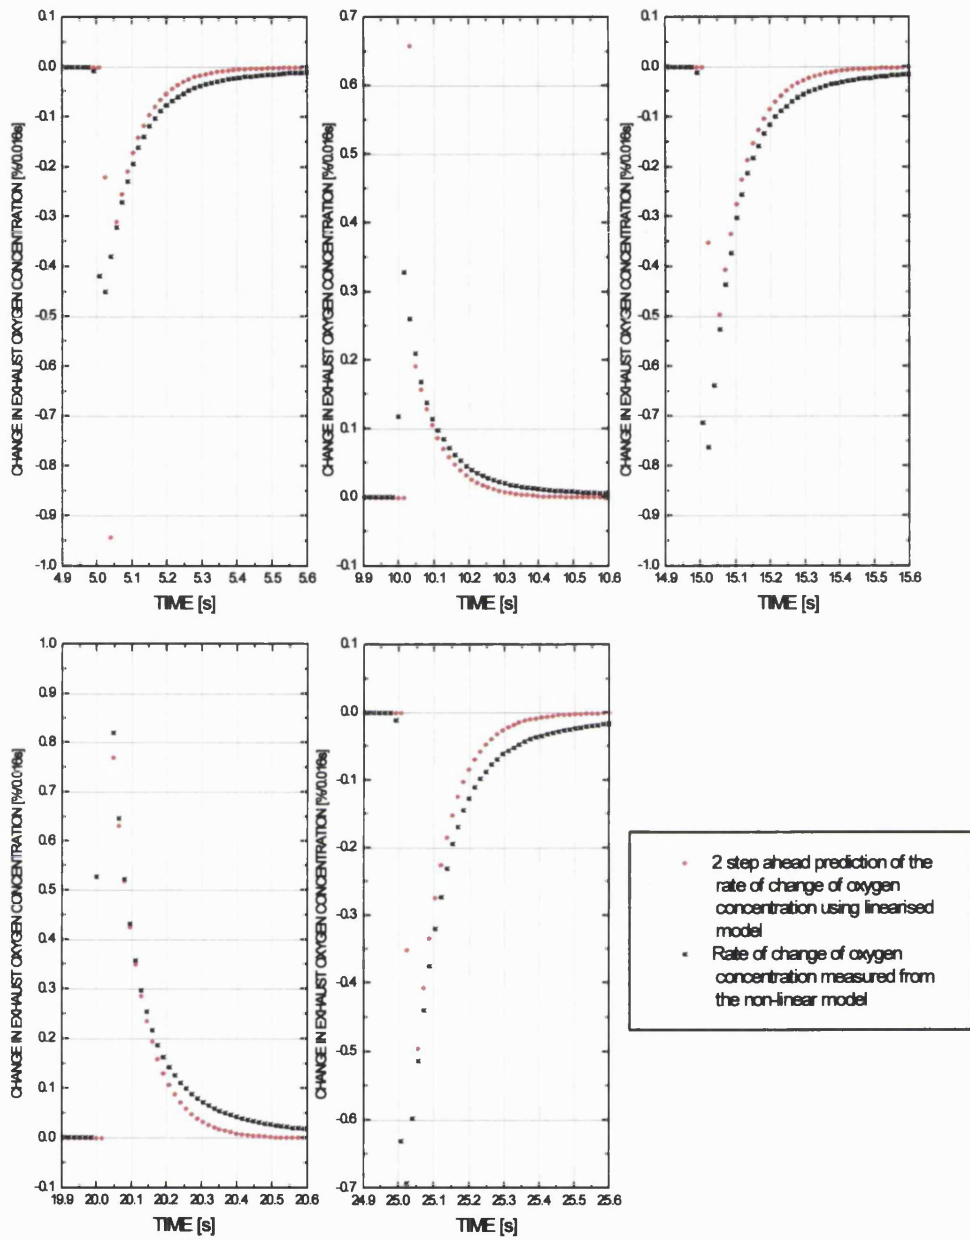 CHANGE IN EXHAUST OXYGEN CONCENTRATION [%/0.016s]
0.1
0.0
-0.1
-0.2
-0.3
-0.4
-0.5
-0.6
-0.7
-0.8
-0.9
-1.0
4.9 5.0 5.1 5.2 5.3 5.4 5.5 5.6
TIME [s]
CHANGE IN EXHAUST OXYGEN CONCENTRATION [%/0.016s]
0.7
0.6
0.5
0.4
0.3
0.2
0.1
0.0
-0.1
9.9 10.0 10.1 10.2 10.3 10.4 10.5 10.6
TIME [s]
CHANGE IN EXHAUST OXYGEN CONCENTRATION [%/0.016s]
0.1
0.0
-0.1
-0.2
-0.3
-0.4
-0.5
-0.6
-0.7
-0.8
-0.9
-1.0
14.9 15.0 15.1 15.2 15.3 15.4 15.5 15.6
TIME [s]
CHANGE IN EXHAUST OXYGEN CONCENTRATION [%/0.016s]
1.0
0.9
0.8
0.7
0.6
0.5
0.4
0.3
0.2
0.1
0.0
-0.1
19.9 20.0 20.1 20.2 20.3 20.4 20.5 20.6
TIME [s]
CHANGE IN EXHAUST OXYGEN CONCENTRATION [%/0.016s]
0.1
0.0
-0.1
-0.2
-0.3
-0.4
-0.5
-0.6
-0.7
24.9 25.0 25.1 25.2 25.3 25.4 25.5 25.6
TIME [s]
2 step ahead prediction of the
rate of change of oxygen
concentration using linearised
model
Rate of change of oxygen
concentration measured from
the non-linear model